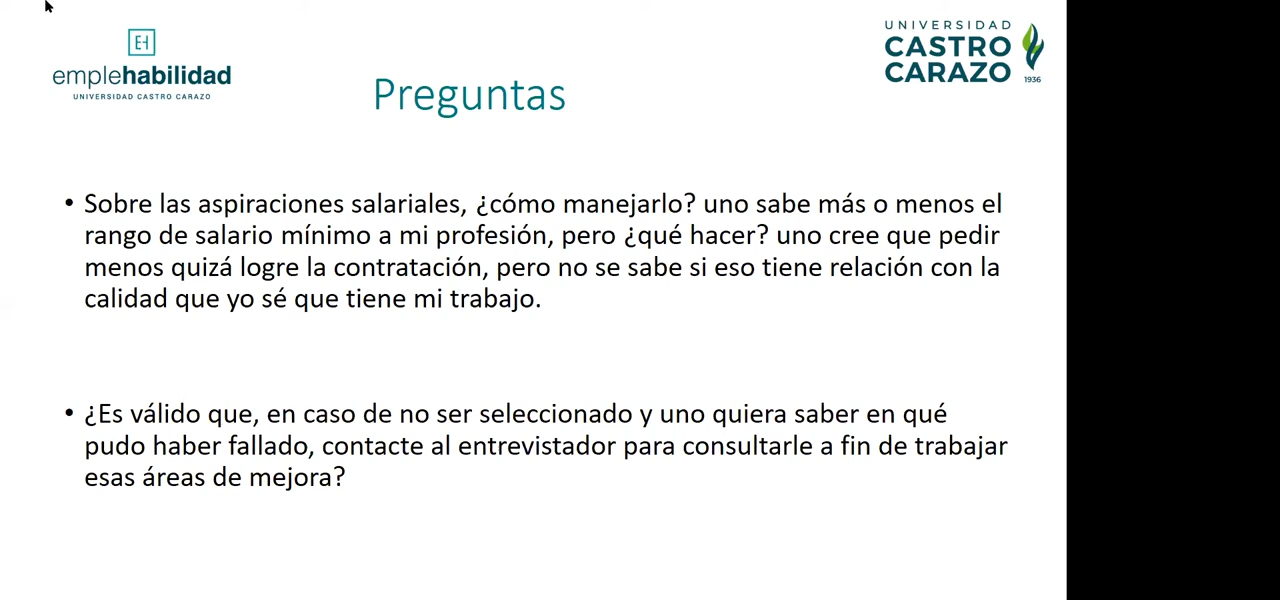 EH
emplehabilidad
UNIVERSIDAD CASTRO CARAZO
UNIVERSIDAD
CASTRO
CARAZO
1936
Preguntas
• Sobre las aspiraciones salariales, ¿cómo manejarlo? uno sabe más o menos el
rango de salario mínimo a mi profesión, pero ¿qué hacer? uno cree que pedir
menos quizá logre la contratación, pero no se sabe si eso tiene relación con la
calidad que yo sé que tiene mi trabajo.
• ¿Es válido que, en caso de no ser seleccionado y uno quiera saber en qué
pudo haber fallado, contacte al entrevistador para consultarle a fin de trabajar
esas áreas de mejora?